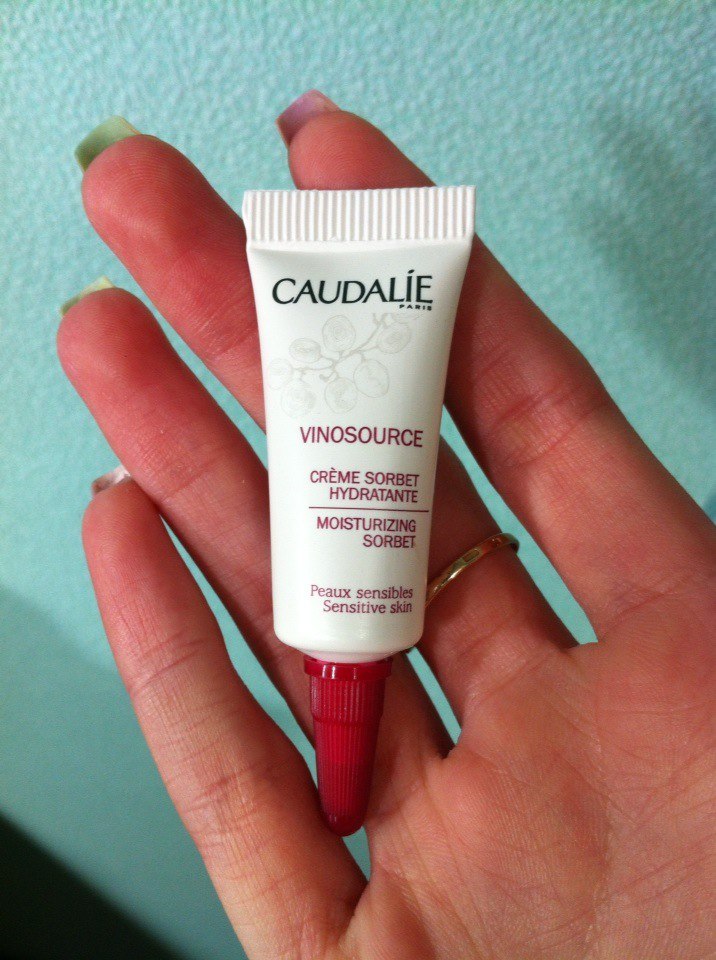 CAUDALÍE
PARIS
VINOSOURCE
CRÈME SORBET
HYDRATANTE
MOISTURIZING
SORBET
Peaux sensibles
Sensitive skin